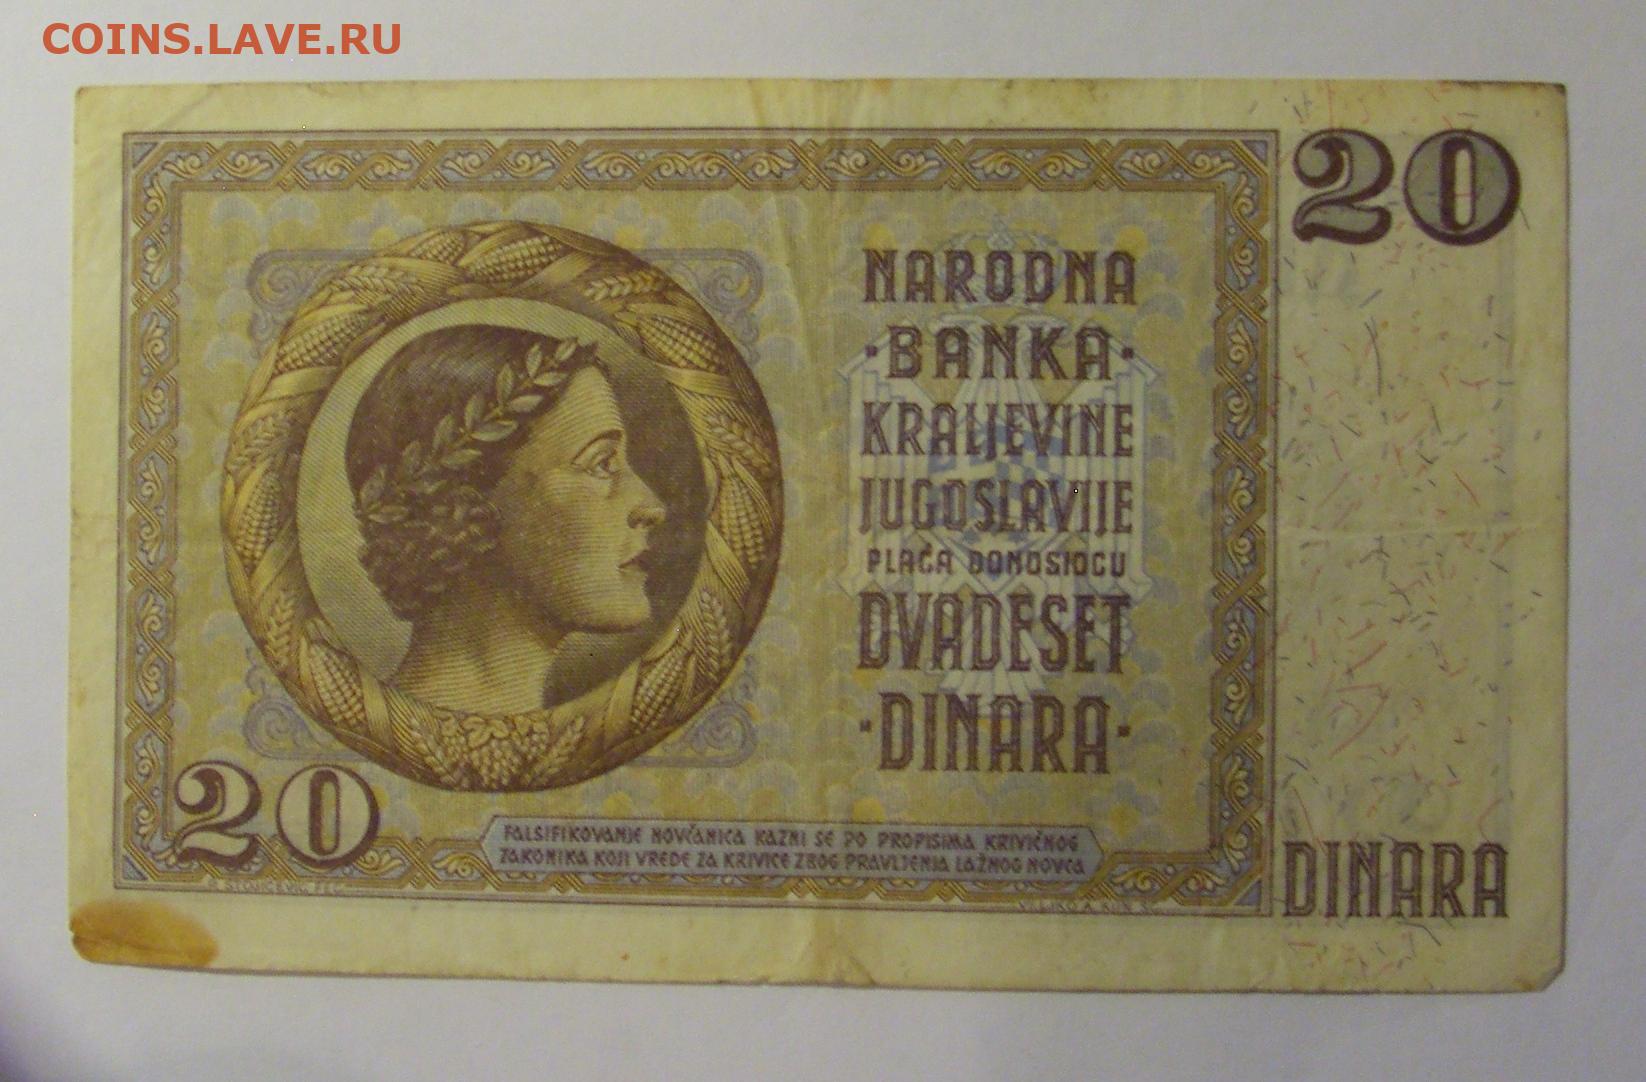 COINS.LAVE.RU
20
NARODNA
·BANKA·
KRALJEVINE
JUGOSLAVIJE
PLAĆA DONOSIOCU
DVADESET
·DINARA·
20
FALSIFIKOVANJE NOVČANICA KAZNI SE PO PROPISIMA KRIVIČNOG
ZAKONIKA KOJI VREDE ZA KRIVICE ZBOG PRAVLJENJA LAŽNOG NOVCA
DINARA